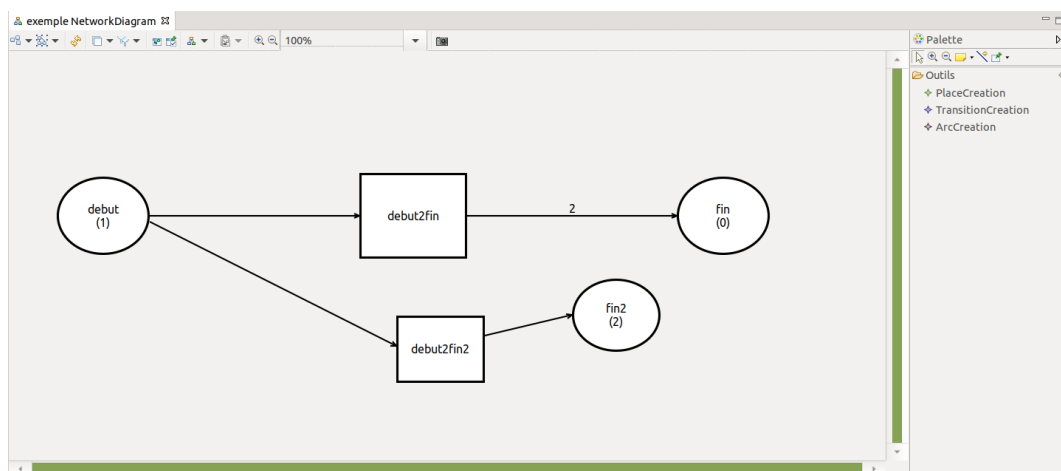 exemple NetworkDiagram
100%
Palette
Outils
PlaceCreation
TransitionCreation
ArcCreation
debut
(1)
debut2fin
2
fin
(0)
fin2
(2)
debut2fin2